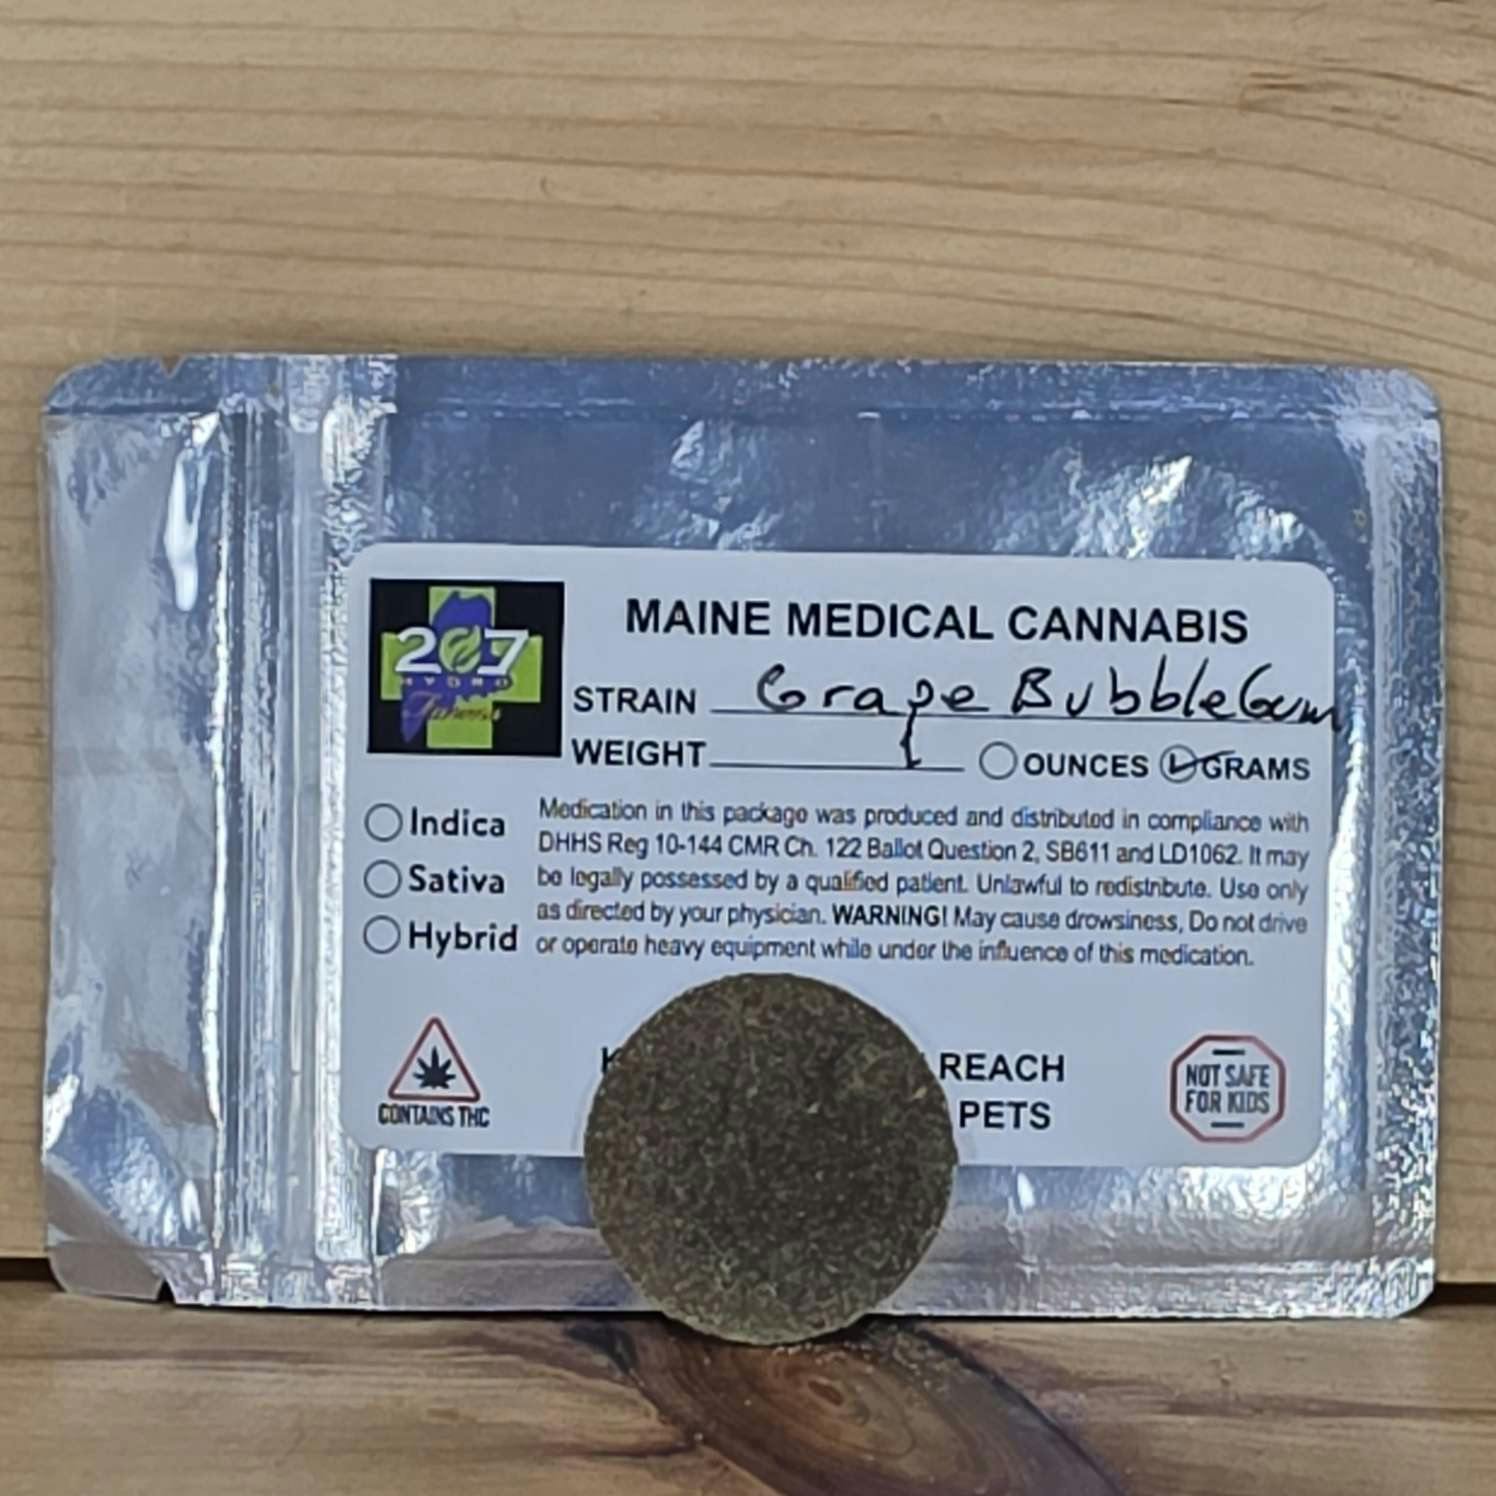 MAINE MEDICAL CANNABIS
207
HYDRO
Farms
STRAIN Grape BubbleGum
WEIGHT 1 OUNCES GRAMS
Indica
Sativa
Hybrid
Medication in this package was produced and distributed in compliance with
DHHS Reg 10-144 CMR Ch. 122 Ballot Question 2, SB611 and LD1062. It may
be legally possessed by a qualified patient. Unlawful to redistribute. Use only
as directed by your physician. WARNING! May cause drowsiness, Do not drive
or operate heavy equipment while under the influence of this medication.
CONTAINS THC
REACH
PETS
NOT SAFE
FOR KIDS